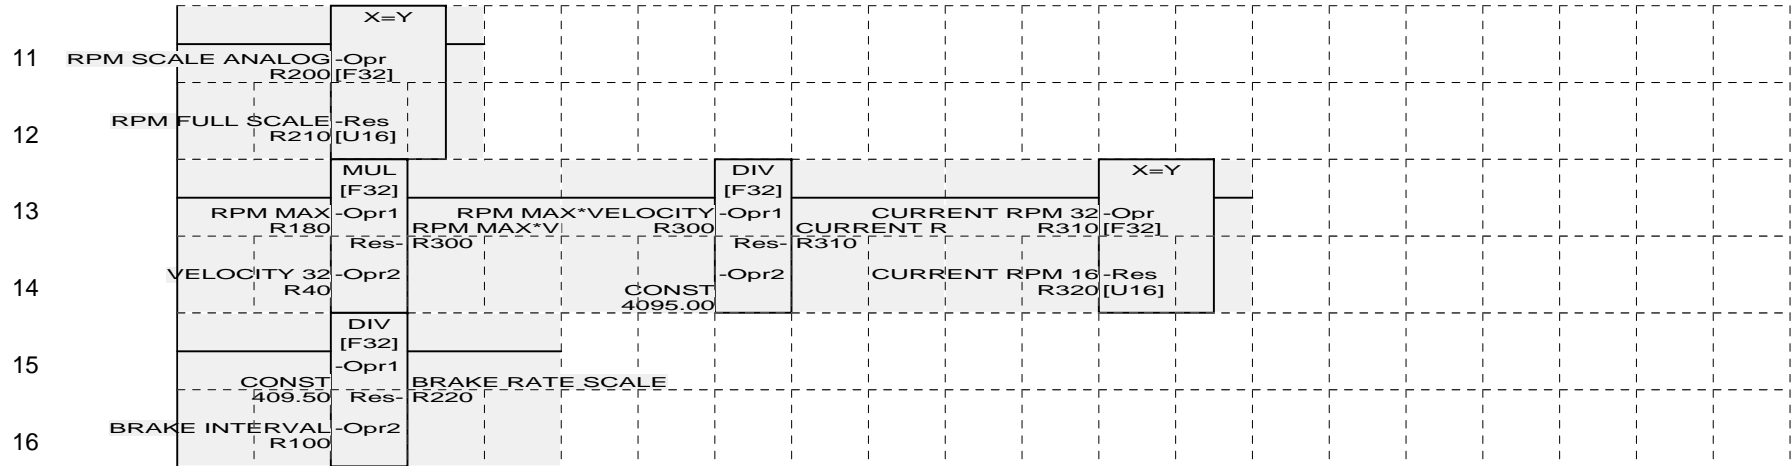 X=Y
11
RPM SCALE ANALOG -Opr
R200 [F32]
RPM FULL SCALE -Res
12
R210 [U16]
MUL DIV X=Y
[F32] [F32]
13
RPM MAX -Opr1 RPM MAX*VELOCITY -Opr1 CURRENT RPM 32 -Opr
R180 RPM MAX*V R300 CURRENT R R310 [F32]
Res- R300 Res- R310
VELOCITY 32 -Opr2 -Opr2 CURRENT RPM 16 -Res
14
R40 CONST R320 [U16]
4095.00
DIV
[F32]
15
-Opr1
CONST BRAKE RATE SCALE
409.50 Res- R220
BRAKE INTERVAL -Opr2
16
R100